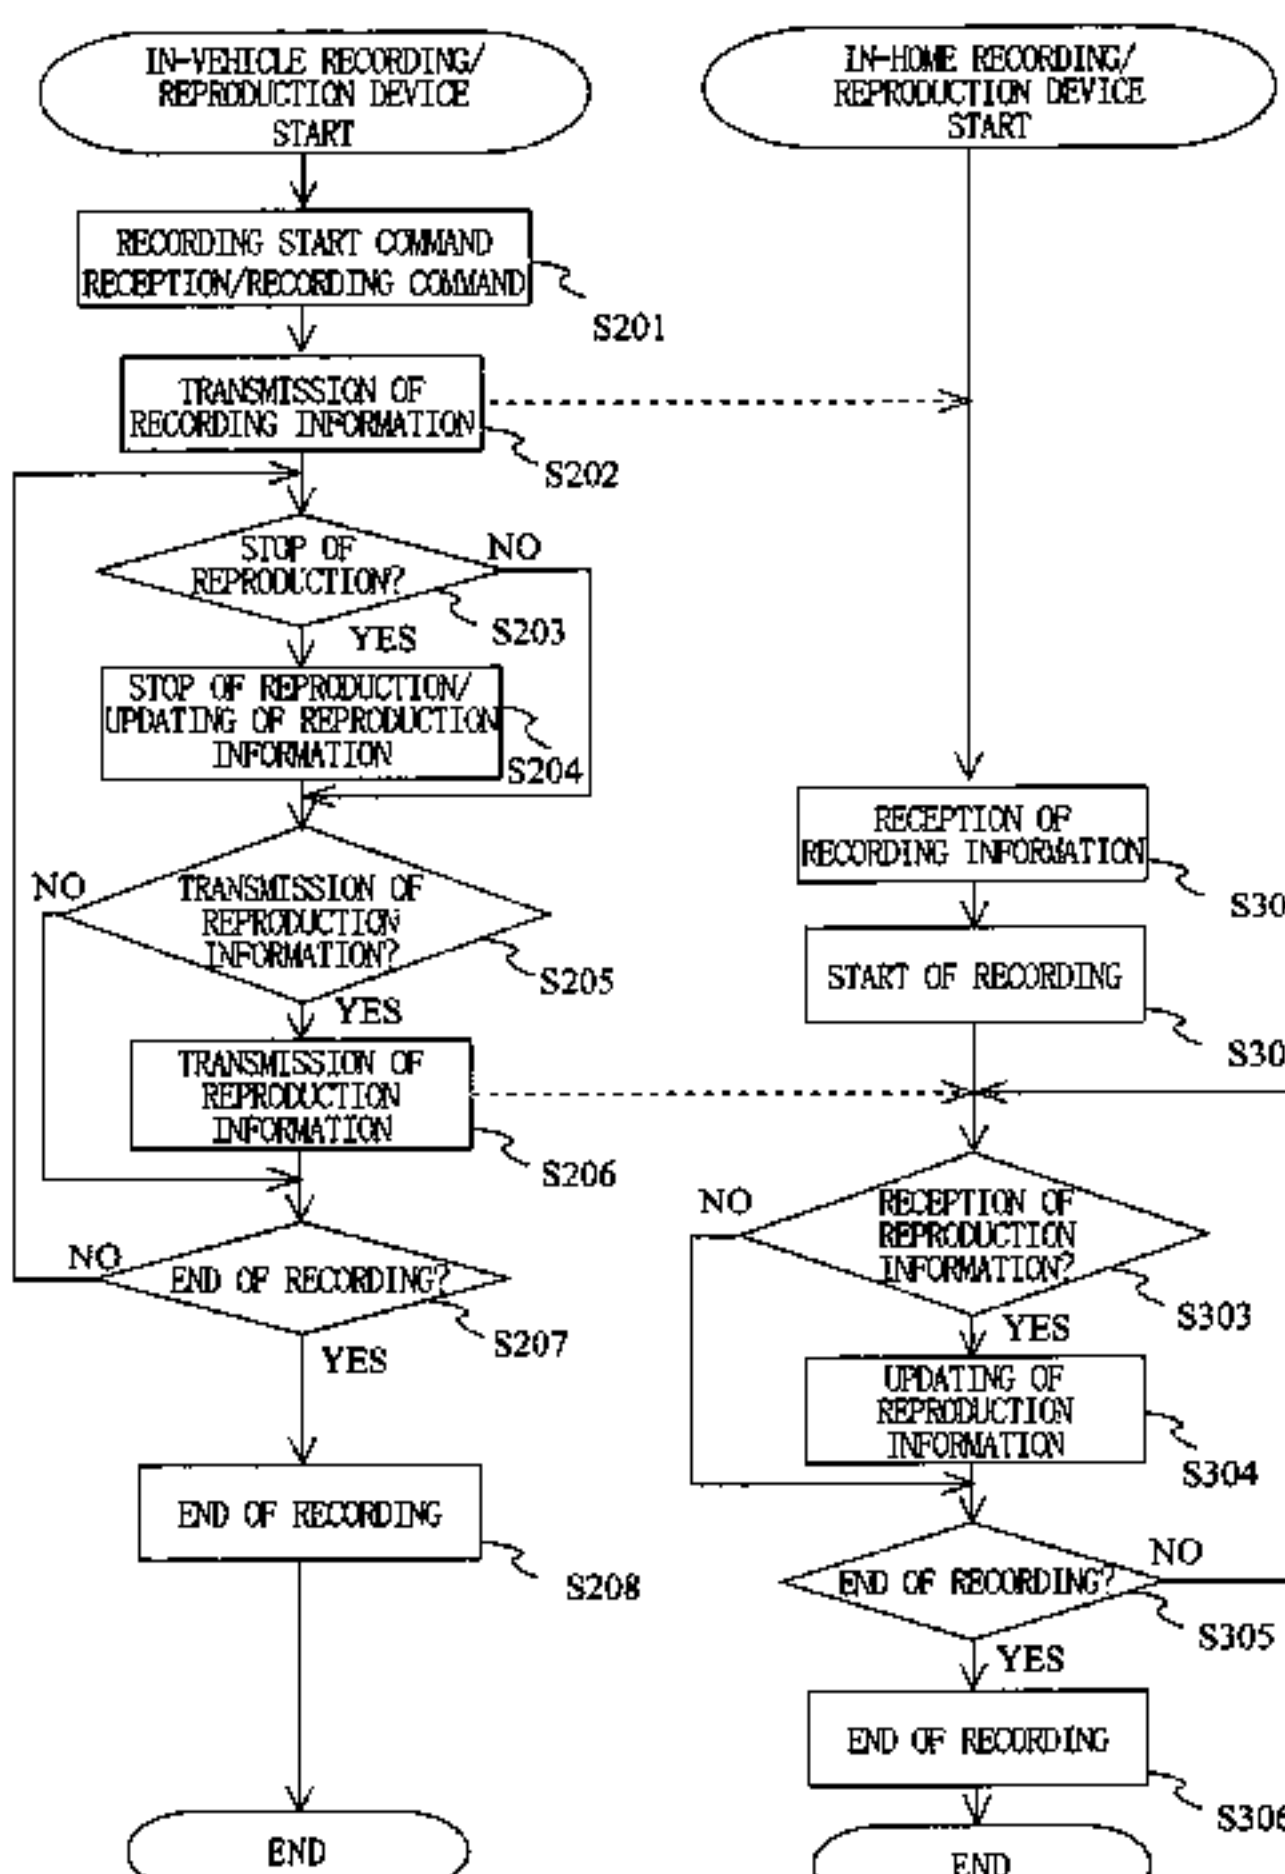 IN-VEHICLE RECORDING/
REPRODUCTION DEVICE
START
RECORDING START COMMAND
RECEPTION/RECORDING COMMAND
S201
TRANSMISSION OF
RECORDING INFORMATION
S202
STOP OF
REPRODUCTION?
NO
S203
YES
STOP OF REPRODUCTION/
UPDATING OF REPRODUCTION
INFORMATION
S204
NO
TRANSMISSION OF
REPRODUCTION
INFORMATION?
S205
YES
TRANSMISSION OF
REPRODUCTION
INFORMATION
S206
NO
END OF RECORDING?
S207
YES
END OF RECORDING
S208
END
IN-HOME RECORDING/
REPRODUCTION DEVICE
START
RECEPTION OF
RECORDING INFORMATION
S30
START OF RECORDING
S30
NO
RECEPTION OF
REPRODUCTION
INFORMATION?
S303
YES
UPDATING OF
REPRODUCTION
INFORMATION
S304
END OF RECORDING?
NO
S305
YES
END OF RECORDING
S306
END